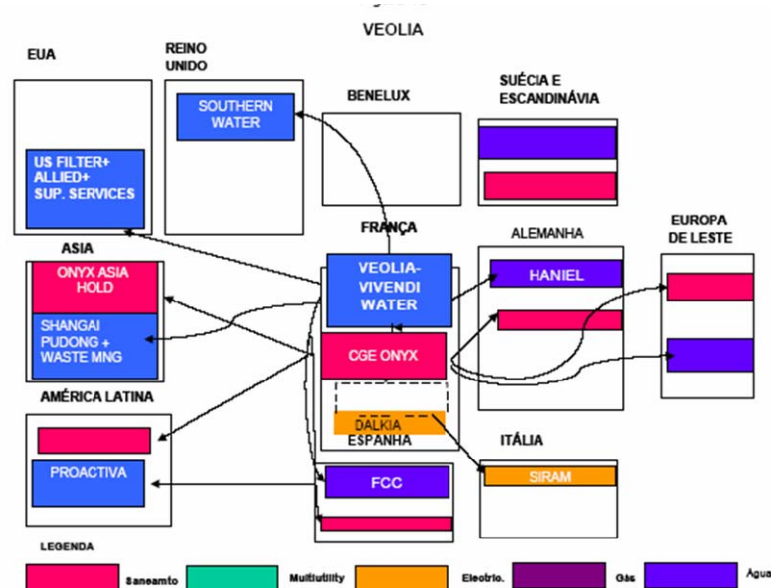 VEOLIA
EUA
REINO
UNIDO
BENELUX
SUÉCIA E
ESCANDINÁVIA
SOUTHERN
WATER
US FILTER+
ALLIED+
SUP. SERVICES
FRANÇA
ALEMANHA
EUROPA
DE LESTE
ASIA
ONYX ASIA
HOLD
SHANGAI
PUDONG +
WASTE MNG
VEOLIA-
VIVENDI
WATER
HANIEL
CGE ONYX
DALKIA
AMÉRICA LATINA
PROACTIVA
ESPANHA
FCC
ITÁLIA
SIRAM
LEGENDA
Saneamto
Multiutility
Electric.
Gás
Água